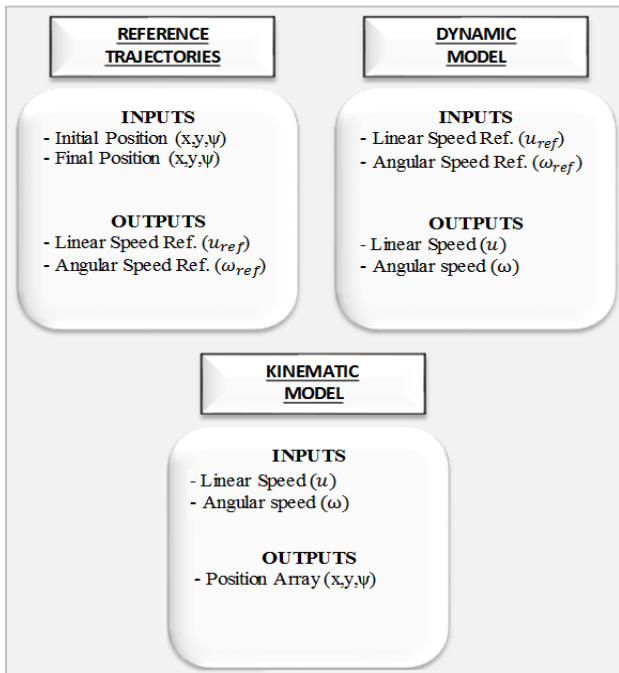 REFERENCE
TRAJECTORIES
INPUTS
- Initial Position (x,y,ψ)
- Final Position (x,y,ψ)
OUTPUTS
- Linear Speed Ref. (u_ref)
- Angular Speed Ref. (ω_ref)
DYNAMIC
MODEL
INPUTS
- Linear Speed Ref. (u_ref)
- Angular Speed Ref. (ω_ref)
OUTPUTS
- Linear Speed (u)
- Angular speed (ω)
KINEMATIC
MODEL
INPUTS
- Linear Speed (u)
- Angular speed (ω)
OUTPUTS
- Position Array (x,y,ψ)